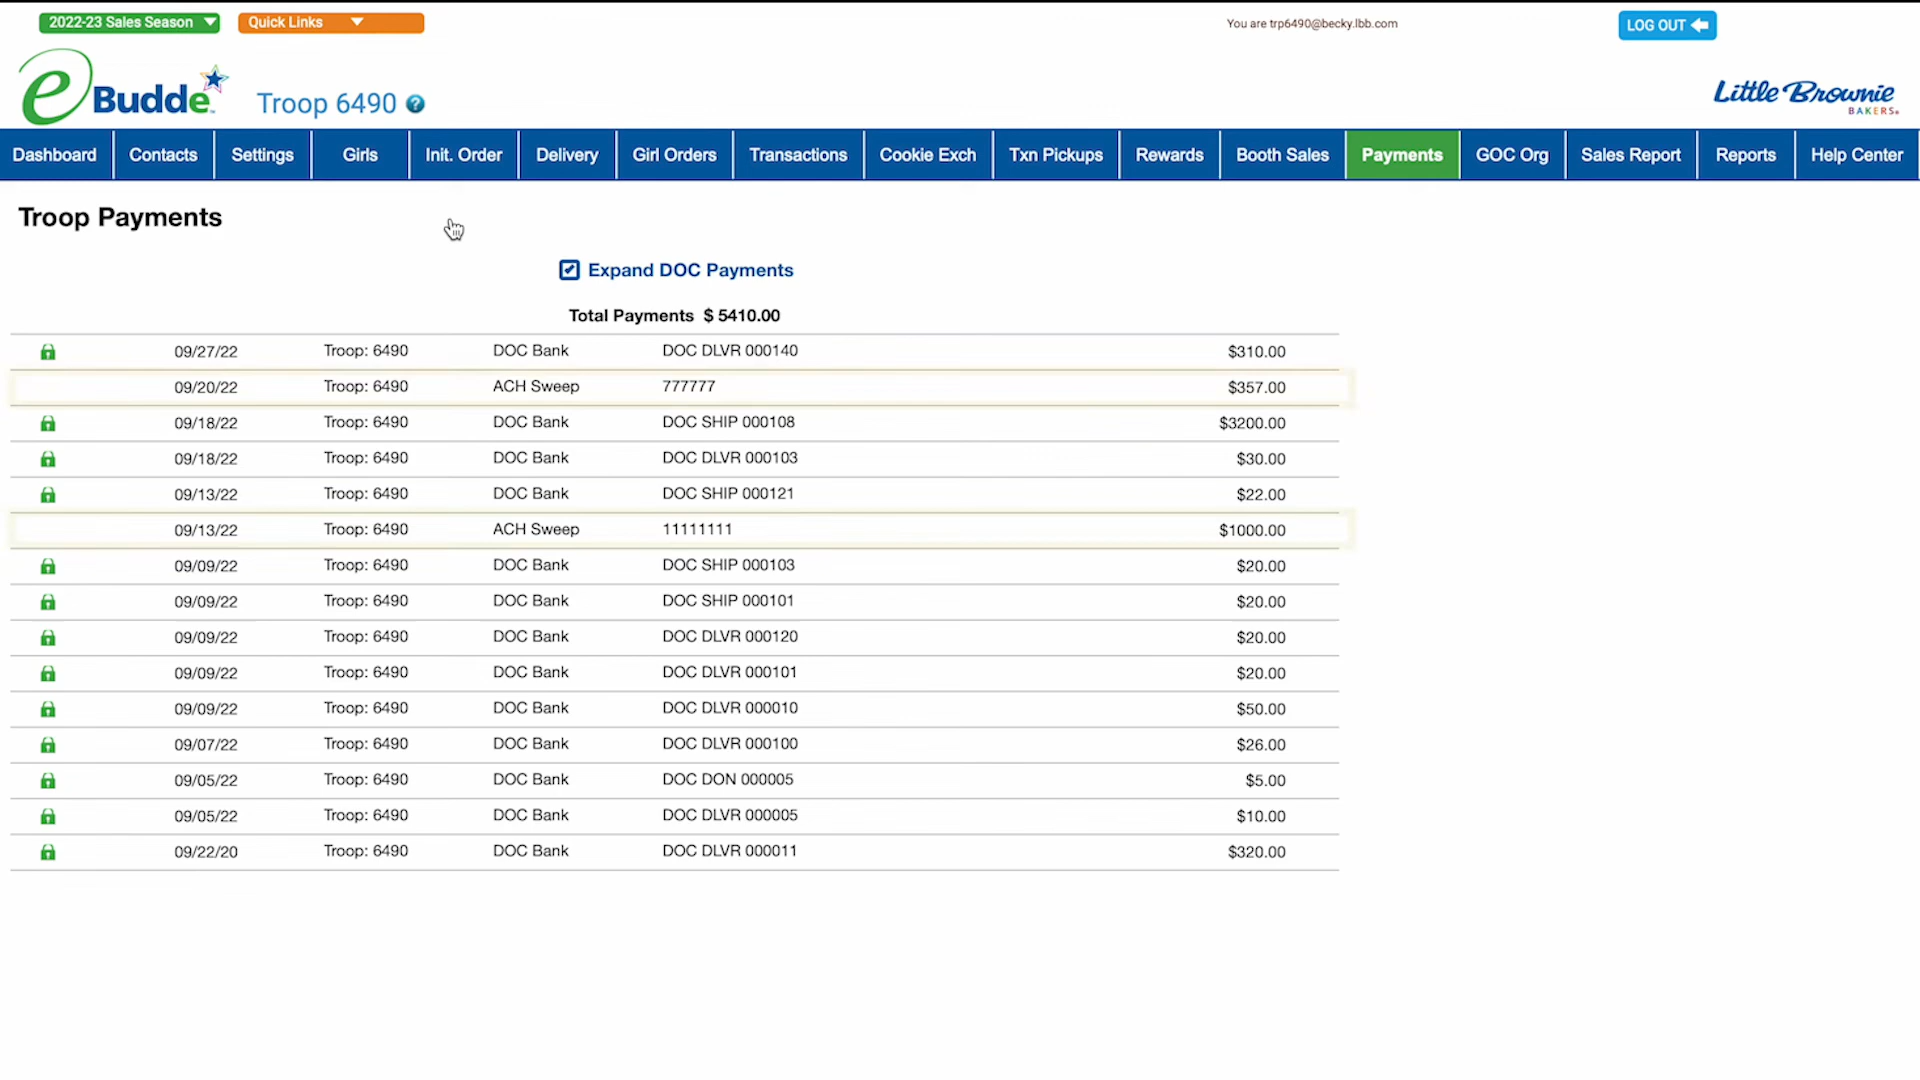 2022-23 Sales Season
Quick Links
You are trp6490@becky.lbb.com
LOG OUT
eBudde™
Troop 6490 ?
Little Brownie
BAKERS®
Dashboard Contacts Settings Girls Init. Order Delivery Girl Orders Transactions Cookie Exch Txn Pickups Rewards Booth Sales Payments GOC Org Sales Report Reports Help Center
Troop Payments
Expand DOC Payments
Total Payments $ 5410.00
09/27/22 Troop: 6490 DOC Bank DOC DLVR 000140 $310.00
09/20/22 Troop: 6490 ACH Sweep 777777 $357.00
09/18/22 Troop: 6490 DOC Bank DOC SHIP 000108 $3200.00
09/18/22 Troop: 6490 DOC Bank DOC DLVR 000103 $30.00
09/13/22 Troop: 6490 DOC Bank DOC SHIP 000121 $22.00
09/13/22 Troop: 6490 ACH Sweep 11111111 $1000.00
09/09/22 Troop: 6490 DOC Bank DOC SHIP 000103 $20.00
09/09/22 Troop: 6490 DOC Bank DOC SHIP 000101 $20.00
09/09/22 Troop: 6490 DOC Bank DOC DLVR 000120 $20.00
09/09/22 Troop: 6490 DOC Bank DOC DLVR 000101 $20.00
09/09/22 Troop: 6490 DOC Bank DOC DLVR 000010 $50.00
09/07/22 Troop: 6490 DOC Bank DOC DLVR 000100 $26.00
09/05/22 Troop: 6490 DOC Bank DOC DON 000005 $5.00
09/05/22 Troop: 6490 DOC Bank DOC DLVR 000005 $10.00
09/22/20 Troop: 6490 DOC Bank DOC DLVR 000011 $320.00